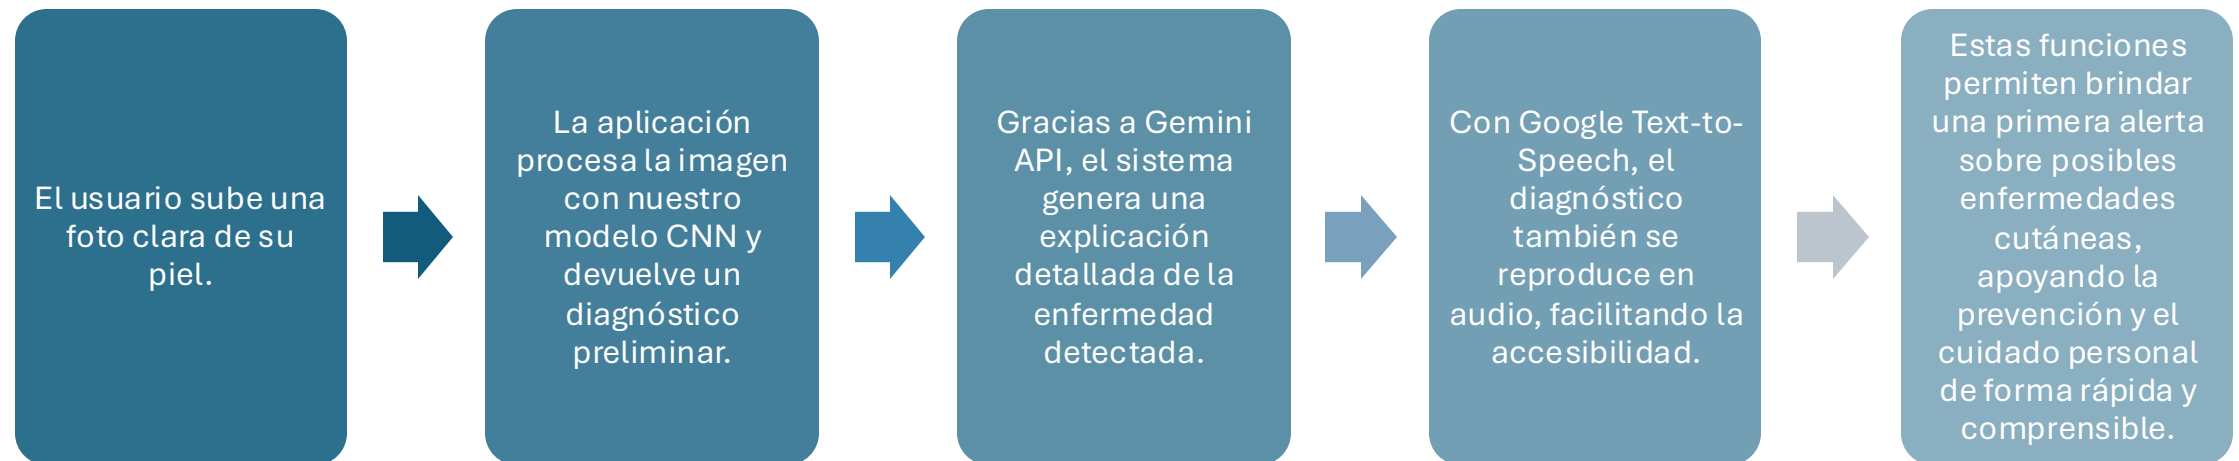 El usuario sube una
foto clara de su
piel.
La aplicación
procesa la imagen
con nuestro
modelo CNN y
devuelve un
diagnóstico
preliminar.
Gracias a Gemini
API, el sistema
genera una
explicación
detallada de la
enfermedad
detectada.
Con Google Text-to-
Speech, el
diagnóstico
también se
reproduce en
audio, facilitando la
accesibilidad.
Estas funciones
permiten brindar
una primera alerta
sobre posibles
enfermedades
cutáneas,
apoyando la
prevención y el
cuidado personal
de forma rápida y
comprensible.